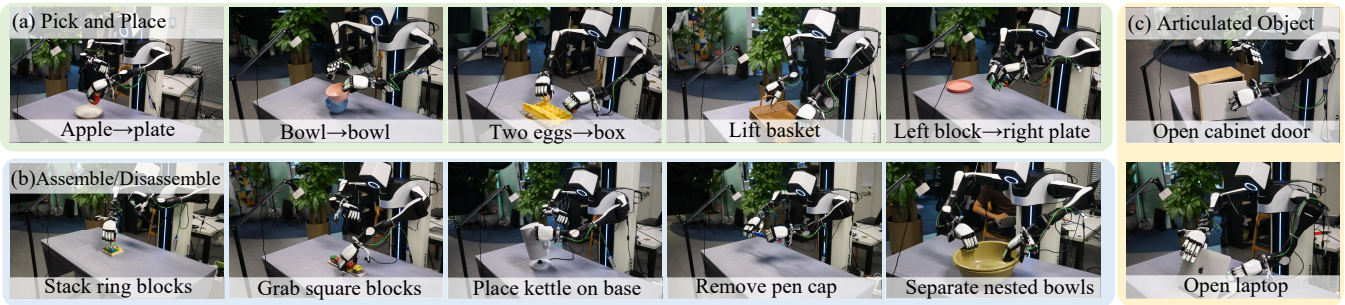 (a) Pick and Place
Apple→plate
Bowl→bowl
Two eggs→box
Lift basket
Left block→right plate
(b)Assemble/Disassemble
Stack ring blocks
Grab square blocks
Place kettle on base
Remove pen cap
Separate nested bowls
(c) Articulated Object
Open cabinet door
Open laptop